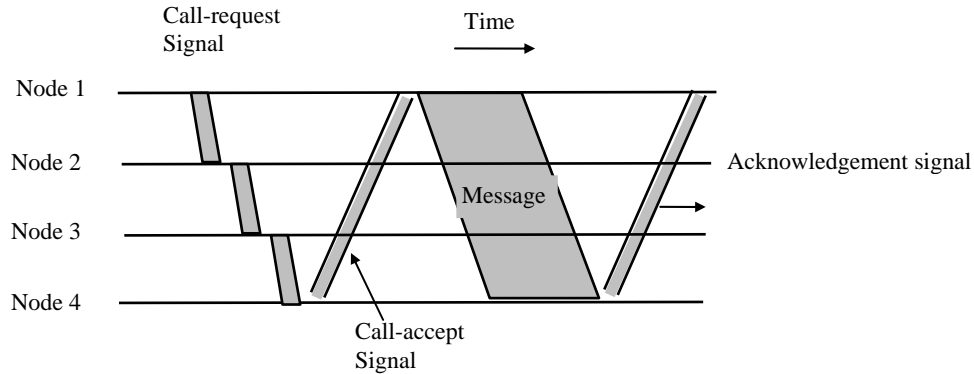 Call-request
Signal
Time
Node 1
Node 2
Acknowledgement signal
Message
Node 3
Node 4
Call-accept
Signal